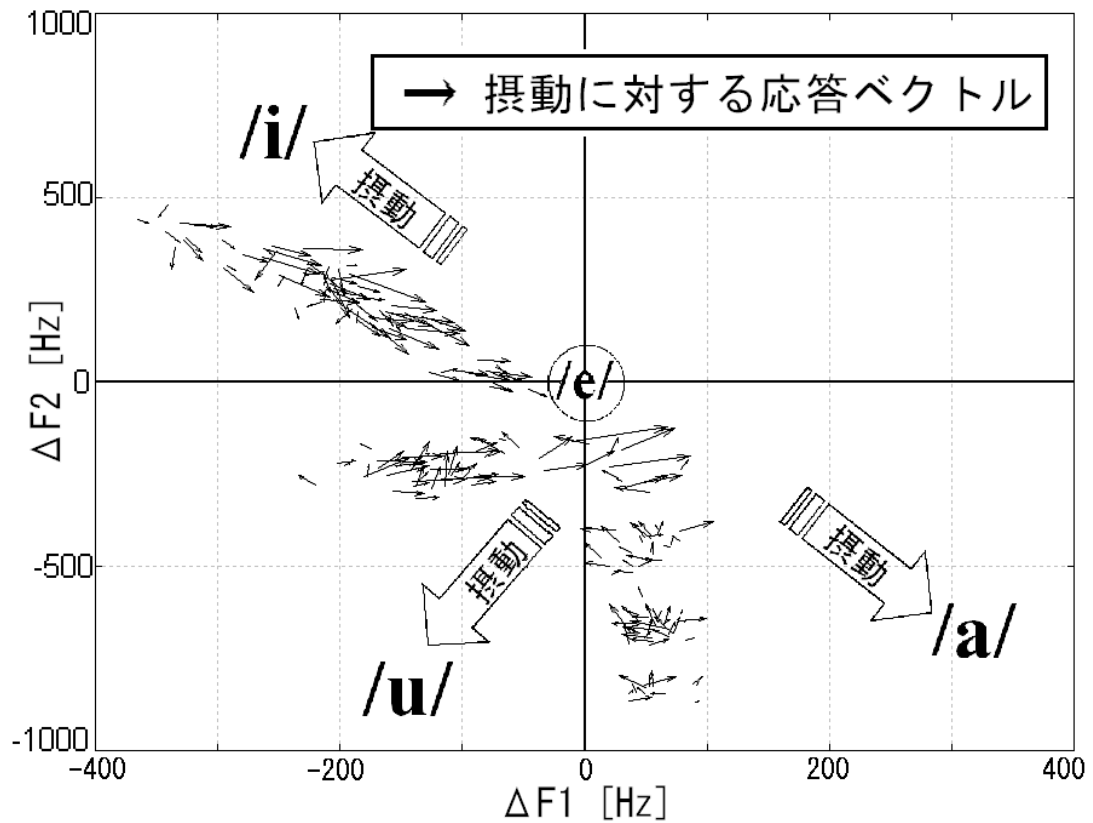 1000
→ 摂動に対する応答ベクトル
/i/
摂動
500
ΔF2 [Hz]
0
/e/
-500
摂動
摂動
/u/
/a/
-1000
-400
-200
0
200
400
ΔF1 [Hz]